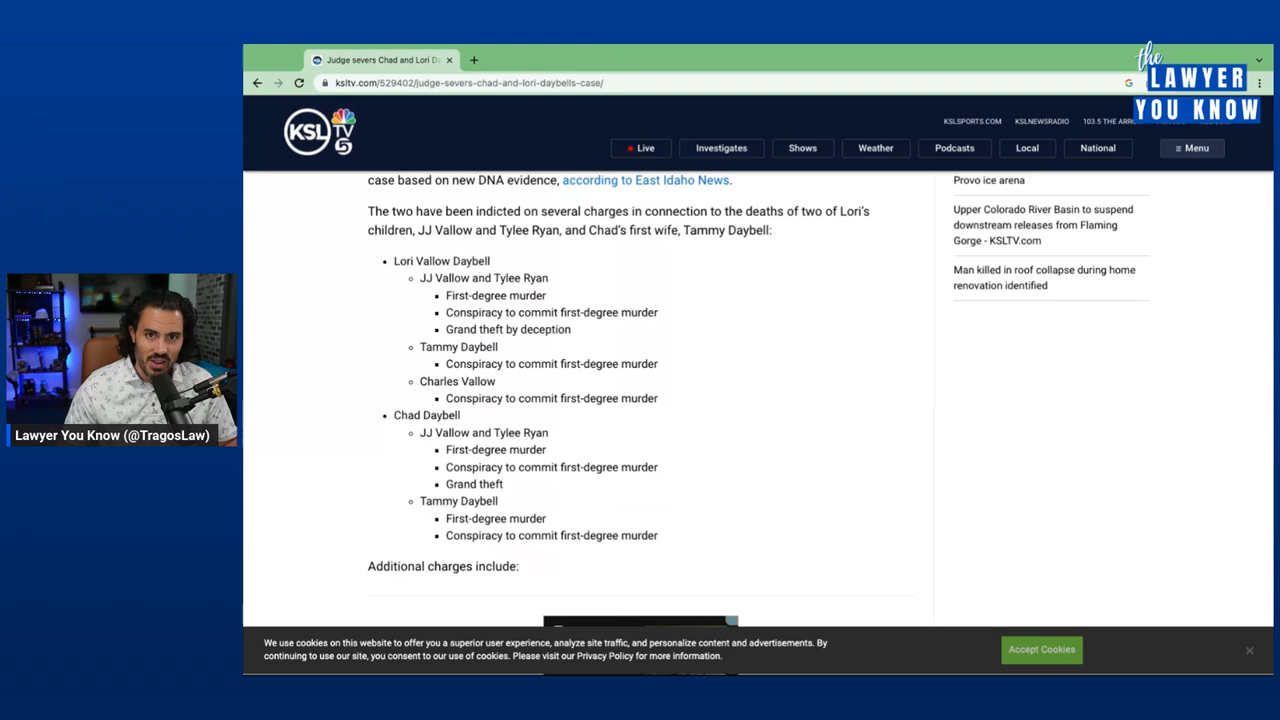 Judge severs Chad and Lori Da
ksltv.com/529402/judge-severs-chad-and-lori-daybells-case/
the
LAWYER
YOU KNOW
KSL TV 5
KSLSPORTS.COM
KSLNEWSRADIO
103.5 THE ARR
Live
Investigates
Shows
Weather
Podcasts
Local
National
Menu
case based on new DNA evidence, according to East Idaho News.
The two have been indicted on several charges in connection to the deaths of two of Lori's
children, JJ Vallow and Tylee Ryan, and Chad's first wife, Tammy Daybell:
Lori Vallow Daybell
JJ Vallow and Tylee Ryan
First-degree murder
Conspiracy to commit first-degree murder
Grand theft by deception
Tammy Daybell
Conspiracy to commit first-degree murder
Charles Vallow
Conspiracy to commit first-degree murder
Chad Daybell
JJ Vallow and Tylee Ryan
First-degree murder
Conspiracy to commit first-degree murder
Grand theft
Tammy Daybell
First-degree murder
Conspiracy to commit first-degree murder
Additional charges include:
Provo ice arena
Upper Colorado River Basin to suspend
downstream releases from Flaming
Gorge - KSLTV.com
Man killed in roof collapse during home
renovation identified
Lawyer You Know (@TragosLaw)
We use cookies on this website to offer you a superior user experience, analyze site traffic, and personalize content and advertisements. By
continuing to use our site, you consent to our use of cookies. Please visit our Privacy Policy for more information.
Accept Cookies